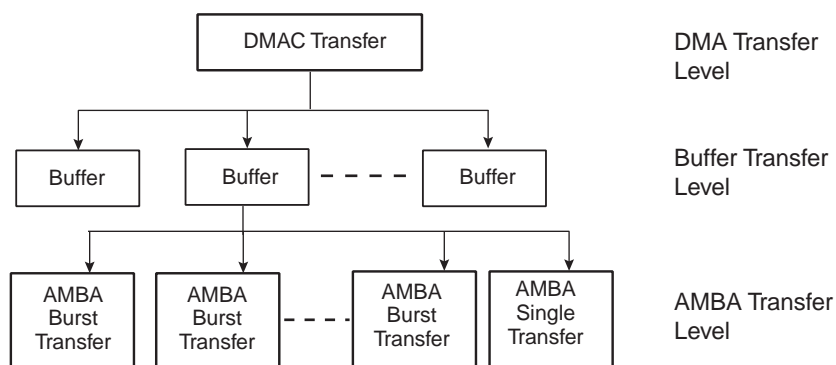 DMAC Transfer
DMA Transfer
Level
Buffer
Buffer
Buffer
Buffer Transfer
Level
AMBA
Burst
Transfer
AMBA
Burst
Transfer
AMBA
Burst
Transfer
AMBA
Single
Transfer
AMBA Transfer
Level